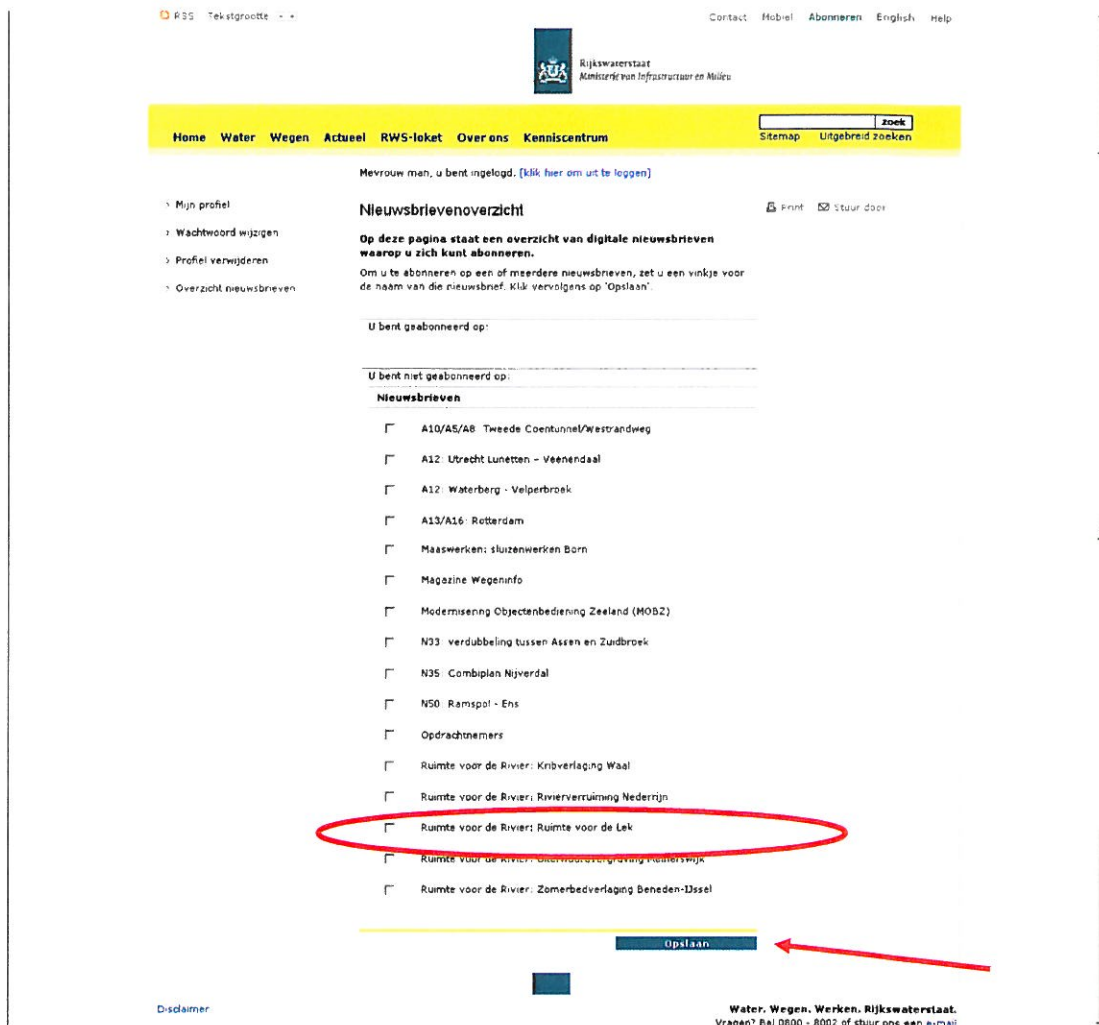 RSS Tekstgrootte - +
Contact Mobiel Abonneren English Help
Rijkswaterstaat
Ministerie van Infrastructuur en Milieu
Home Water Wegen Actueel RWS-loket Over ons Kenniscentrum
zoek
Sitemap Uitgebreid zoeken
Mevrouw man, u bent ingelogd. [klik hier om uit te loggen]
› Mijn profiel
› Wachtwoord wijzigen
› Profiel verwijderen
› Overzicht nieuwsbrieven
Nieuwsbrievenoverzicht
Print Stuur door
Op deze pagina staat een overzicht van digitale nieuwsbrieven
waarop u zich kunt abonneren.
Om u te abonneren op een of meerdere nieuwsbrieven, zet u een vinkje voor
de naam van die nieuwsbrief. Klik vervolgens op 'Opslaan'.
U bent geabonneerd op:
U bent niet geabonneerd op:
Nieuwsbrieven
A10/A5/A8: Tweede Coentunnel/Westrandweg
A12: Utrecht Lunetten – Veenendaal
A12: Waterberg - Velperbroek
A13/A16: Rotterdam
Maaswerken: sluizenwerken Born
Magazine Wegeninfo
Modernisering Objectenbediening Zeeland (MOBZ)
N33: verdubbeling tussen Assen en Zuidbroek
N35: Combiplan Nijverdal
N50: Ramspol - Ens
Opdrachtnemers
Ruimte voor de Rivier: Kribverlaging Waal
Ruimte voor de Rivier: Rivierverruiming Nederrijn
Ruimte voor de Rivier: Ruimte voor de Lek
Ruimte voor de Rivier: Uiterwaardvergraving Meinerswijk
Ruimte voor de Rivier: Zomerbedverlaging Beneden-IJssel
Opslaan
Disclaimer
Water. Wegen. Werken. Rijkswaterstaat.
Vragen? Bel 0800 - 8002 of stuur ons een e-mail